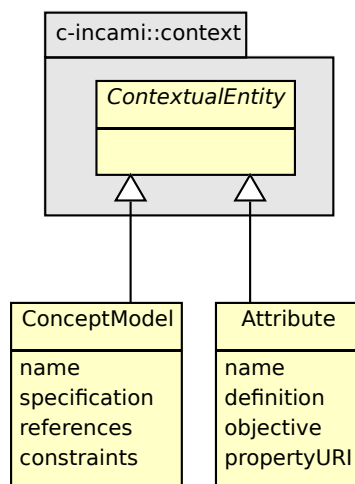 c-incami::context
ContextualEntity
ConceptModel
name
specification
references
constraints
Attribute
name
definition
objective
propertyURI